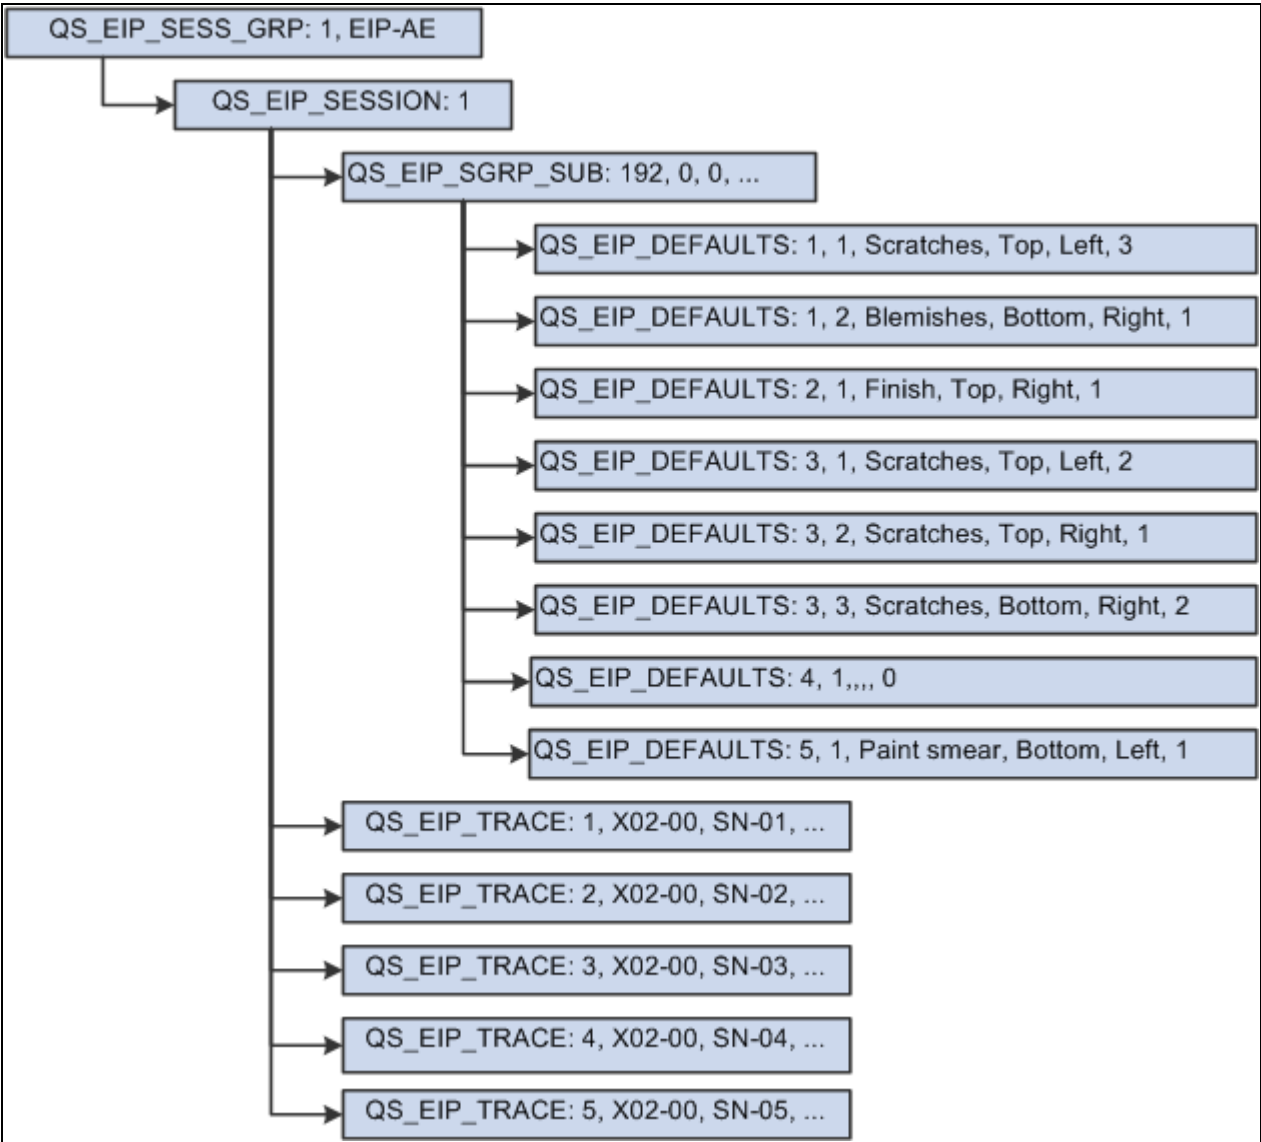 QS_EIP_SESS_GRP: 1, EIP-AE
QS_EIP_SESSION: 1
QS_EIP_SGRP_SUB: 192, 0, 0, ...
QS_EIP_DEFAULTS: 1, 1, Scratches, Top, Left, 3
QS_EIP_DEFAULTS: 1, 2, Blemishes, Bottom, Right, 1
QS_EIP_DEFAULTS: 2, 1, Finish, Top, Right, 1
QS_EIP_DEFAULTS: 3, 1, Scratches, Top, Left, 2
QS_EIP_DEFAULTS: 3, 2, Scratches, Top, Right, 1
QS_EIP_DEFAULTS: 3, 3, Scratches, Bottom, Right, 2
QS_EIP_DEFAULTS: 4, 1,,,, 0
QS_EIP_DEFAULTS: 5, 1, Paint smear, Bottom, Left, 1
QS_EIP_TRACE: 1, X02-00, SN-01, ...
QS_EIP_TRACE: 2, X02-00, SN-02, ...
QS_EIP_TRACE: 3, X02-00, SN-03, ...
QS_EIP_TRACE: 4, X02-00, SN-04, ...
QS_EIP_TRACE: 5, X02-00, SN-05, ...